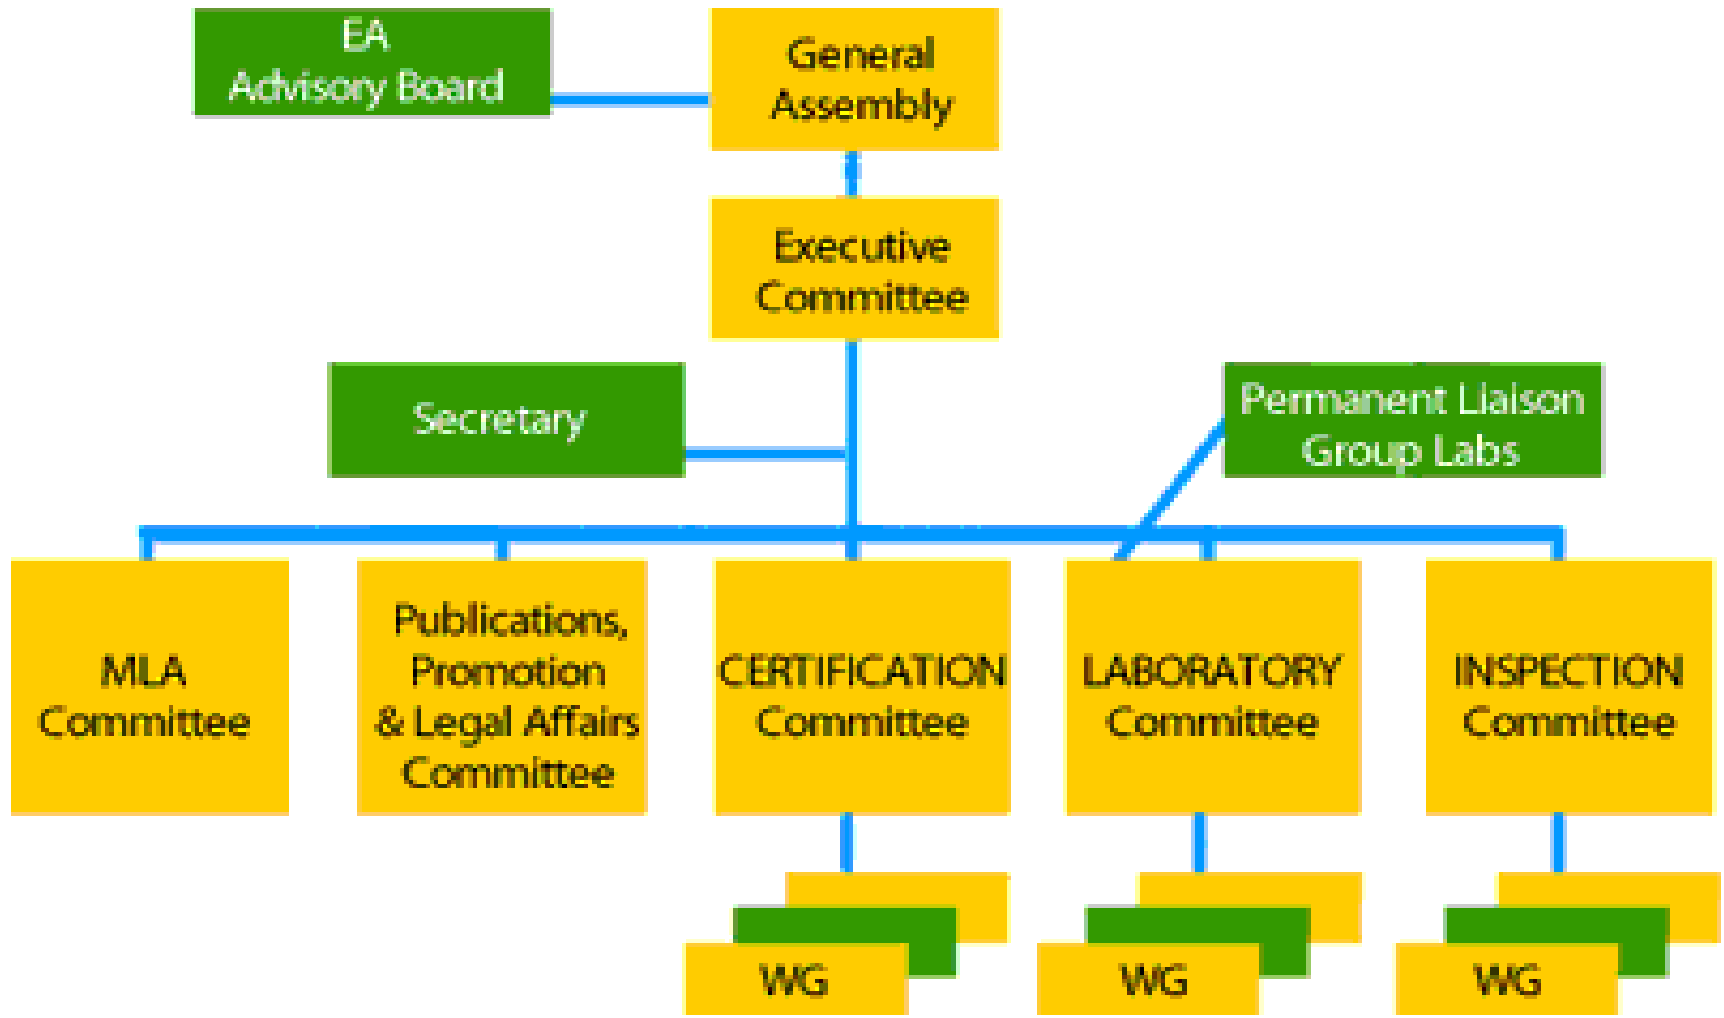 EA
Advisory Board
General
Assembly
Executive
Committee
Secretary
Permanent Liaison
Group Labs
MLA
Committee
Publications,
Promotion
& Legal Affairs
Committee
CERTIFICATION
Committee
LABORATORY
Committee
INSPECTION
Committee
WG
WG
WG